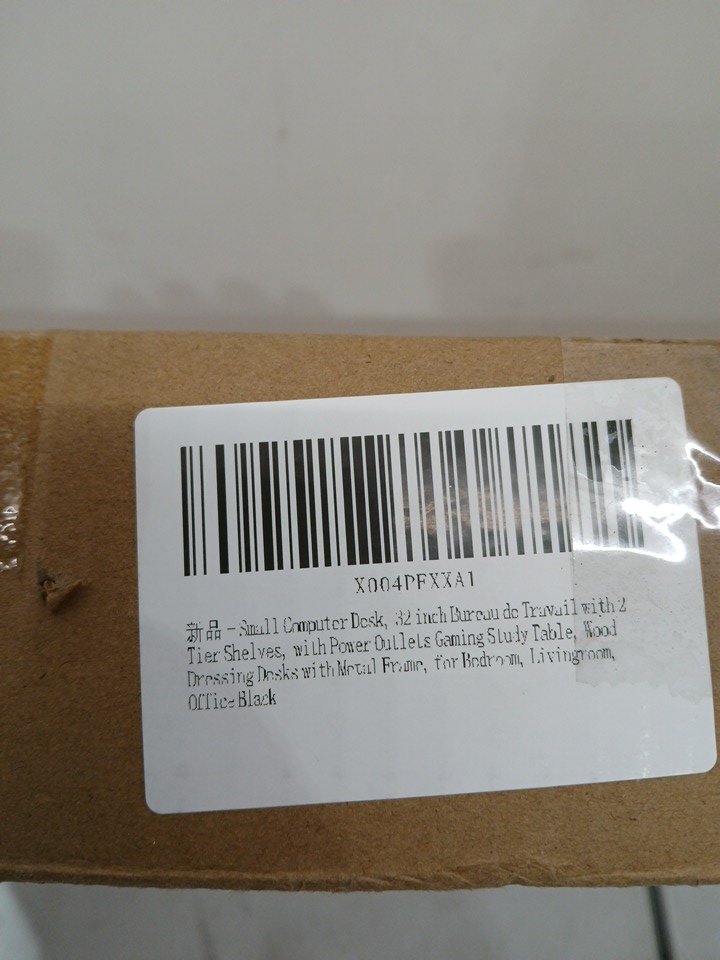 X004PFXXA1
新品 - Small Computer Desk, 32 inch Bureau de Travail with 2
Tier Shelves, with Power Outlets Gaming Study Table, Wood
Dressing Desks with Metal Frame, for Bedroom, Livingroom,
Office Black